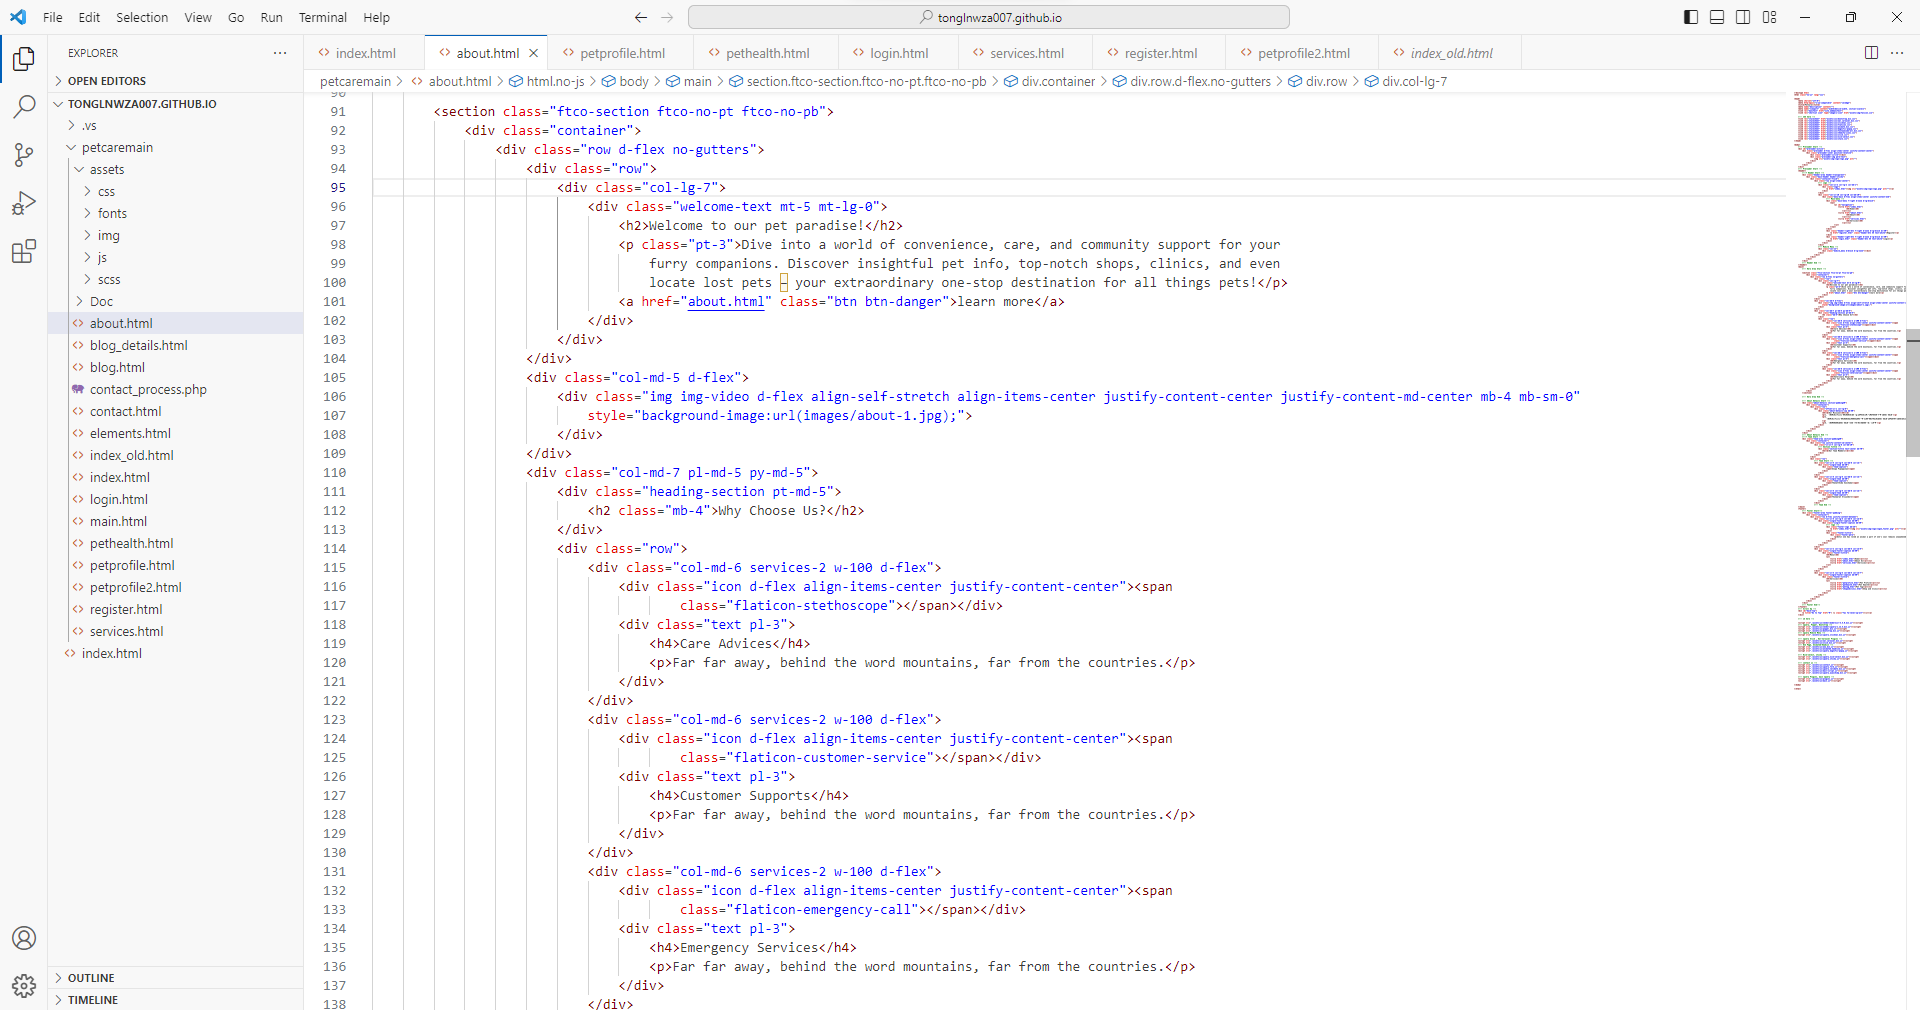 File Edit Selection View Go Run Terminal Help
tonglnwza007.github.io
EXPLORER
OPEN EDITORS
TONGLNWZA007.GITHUB.IO
.vs
petcaremain
assets
css
fonts
img
js
scss
Doc
about.html
blog_details.html
blog.html
contact_process.php
contact.html
elements.html
index_old.html
index.html
login.html
main.html
pethealth.html
petprofile.html
petprofile2.html
register.html
services.html
index.html
OUTLINE
TIMELINE
index.html about.html petprofile.html pethealth.html login.html services.html register.html petprofile2.html index_old.html
petcaremain > about.html > html.no-js > body > main > section.ftco-section.ftco-no-pt.ftco-no-pb > div.container > div.row.d-flex.no-gutters > div.row > div.col-lg-7
90
91 <section class="ftco-section ftco-no-pt ftco-no-pb">
92 <div class="container">
93 <div class="row d-flex no-gutters">
94 <div class="row">
95 <div class="col-lg-7">
96 <div class="welcome-text mt-5 mt-lg-0">
97 <h2>Welcome to our pet paradise!</h2>
98 <p class="pt-3">Dive into a world of convenience, care, and community support for your
99 furry companions. Discover insightful pet info, top-notch shops, clinics, and even
100 locate lost pets – your extraordinary one-stop destination for all things pets!</p>
101 <a href="about.html" class="btn btn-danger">learn more</a>
102 </div>
103 </div>
104 </div>
105 <div class="col-md-5 d-flex">
106 <div class="img img-video d-flex align-self-stretch align-items-center justify-content-center justify-content-md-center mb-4 mb-sm-0"
107 style="background-image:url(images/about-1.jpg);">
108 </div>
109 </div>
110 <div class="col-md-7 pl-md-5 py-md-5">
111 <div class="heading-section pt-md-5">
112 <h2 class="mb-4">Why Choose Us?</h2>
113 </div>
114 <div class="row">
115 <div class="col-md-6 services-2 w-100 d-flex">
116 <div class="icon d-flex align-items-center justify-content-center"><span
117 class="flaticon-stethoscope"></span></div>
118 <div class="text pl-3">
119 <h4>Care Advices</h4>
120 <p>Far far away, behind the word mountains, far from the countries.</p>
121 </div>
122 </div>
123 <div class="col-md-6 services-2 w-100 d-flex">
124 <div class="icon d-flex align-items-center justify-content-center"><span
125 class="flaticon-customer-service"></span></div>
126 <div class="text pl-3">
127 <h4>Customer Supports</h4>
128 <p>Far far away, behind the word mountains, far from the countries.</p>
129 </div>
130 </div>
131 <div class="col-md-6 services-2 w-100 d-flex">
132 <div class="icon d-flex align-items-center justify-content-center"><span
133 class="flaticon-emergency-call"></span></div>
134 <div class="text pl-3">
135 <h4>Emergency Services</h4>
136 <p>Far far away, behind the word mountains, far from the countries.</p>
137 </div>
138 </div>